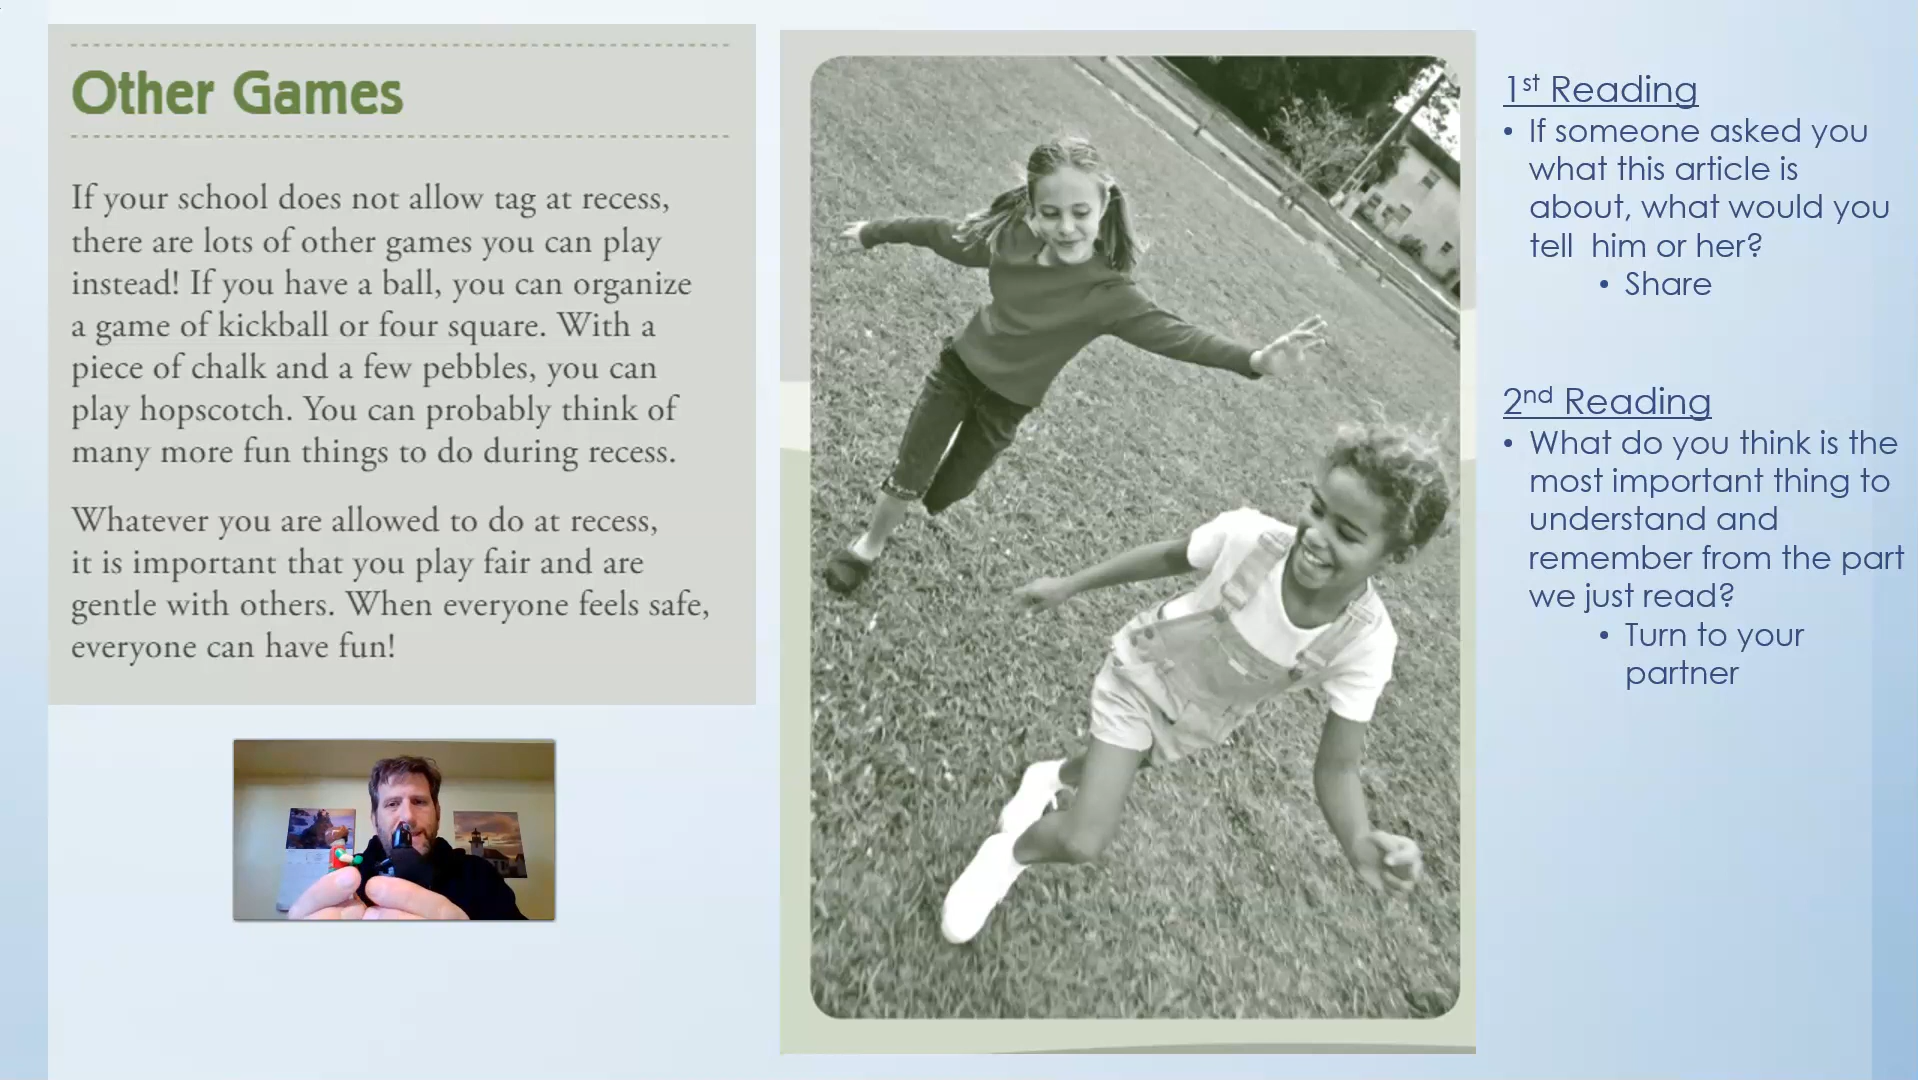 Other Games
If your school does not allow tag at recess,
there are lots of other games you can play
instead! If you have a ball, you can organize
a game of kickball or four square. With a
piece of chalk and a few pebbles, you can
play hopscotch. You can probably think of
many more fun things to do during recess.
Whatever you are allowed to do at recess,
it is important that you play fair and are
gentle with others. When everyone feels safe,
everyone can have fun!
1st Reading
• If someone asked you
what this article is
about, what would you
tell him or her?
• Share
2nd Reading
• What do you think is the
most important thing to
understand and
remember from the part
we just read?
• Turn to your
partner